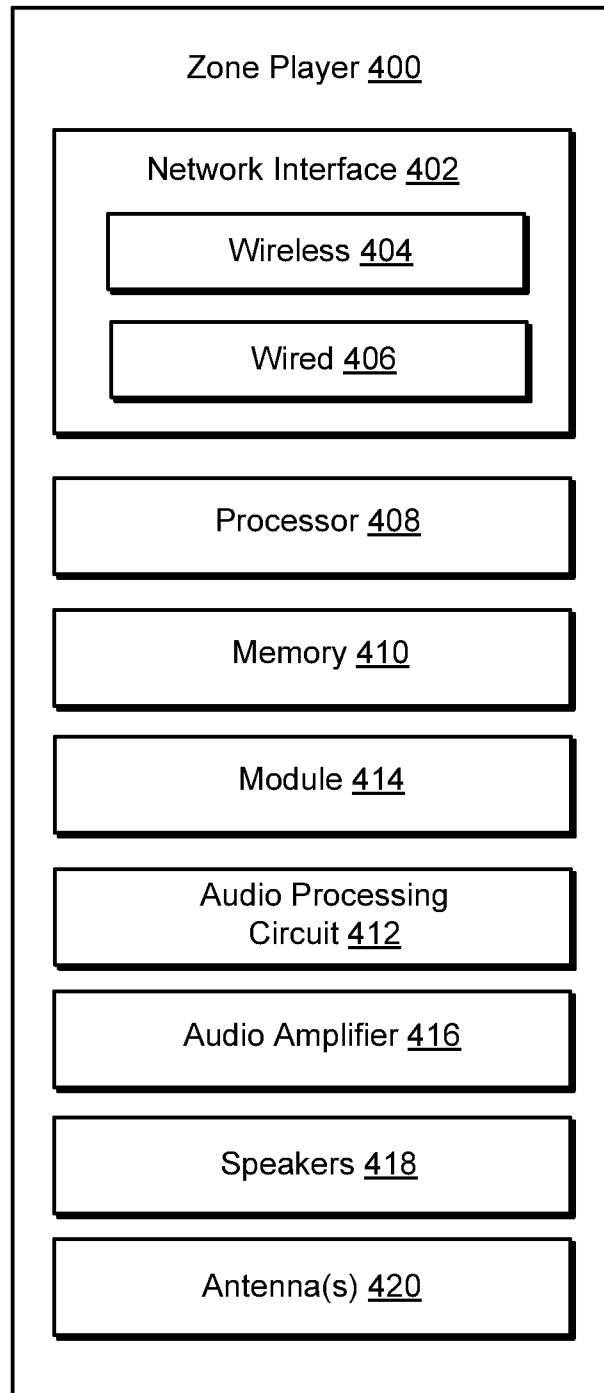 Zone Player 400
Network Interface 402
Wireless 404
Wired 406
Processor 408
Memory 410
Module 414
Audio Processing
Circuit 412
Audio Amplifier 416
Speakers 418
Antenna(s) 420